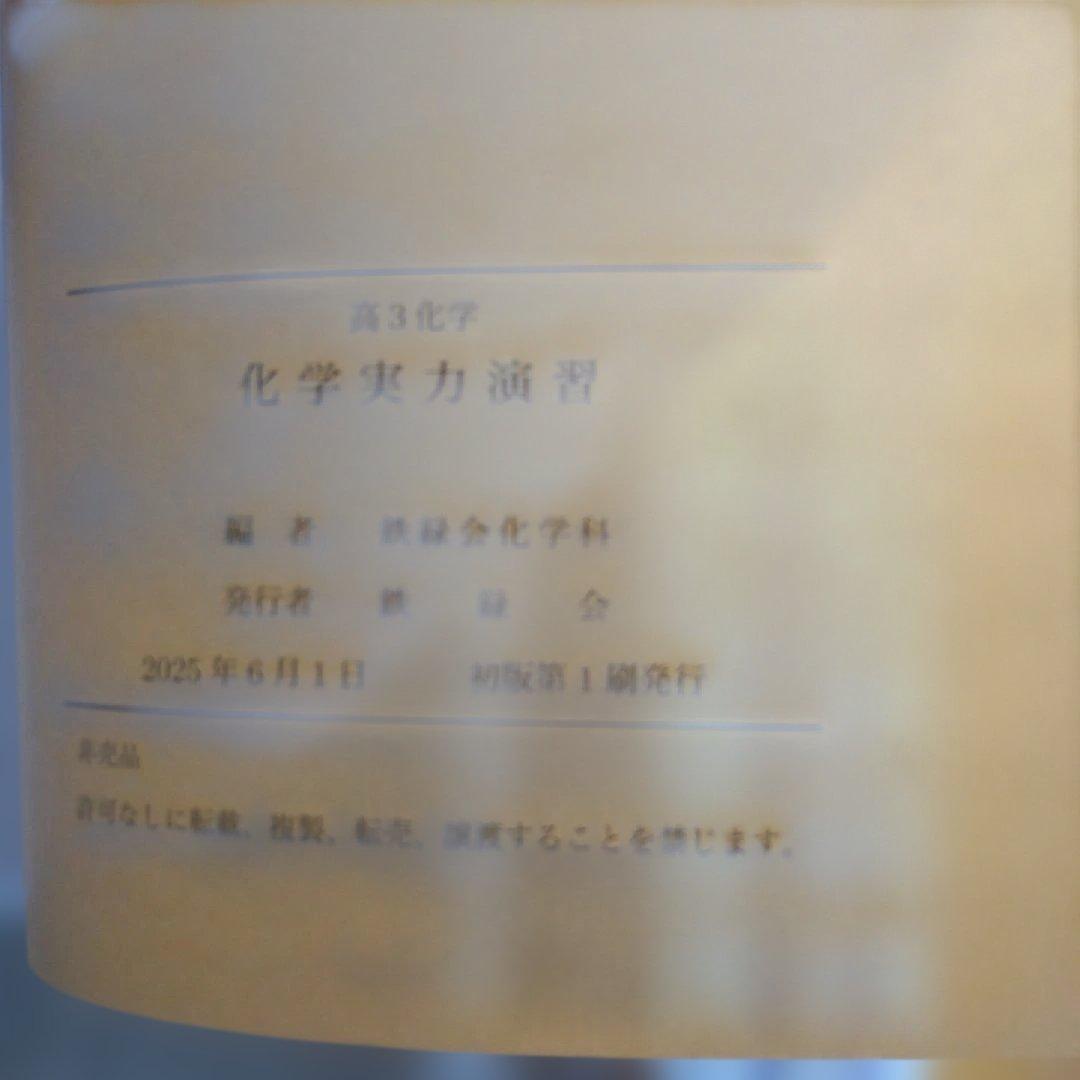 高3化学
化学実力演習
編者 鉄緑会化学科
発行者 鉄緑会
2025年6月1日 初版第1刷発行
非売品
許可なしに転載、複製、転売、譲渡することを禁じます。